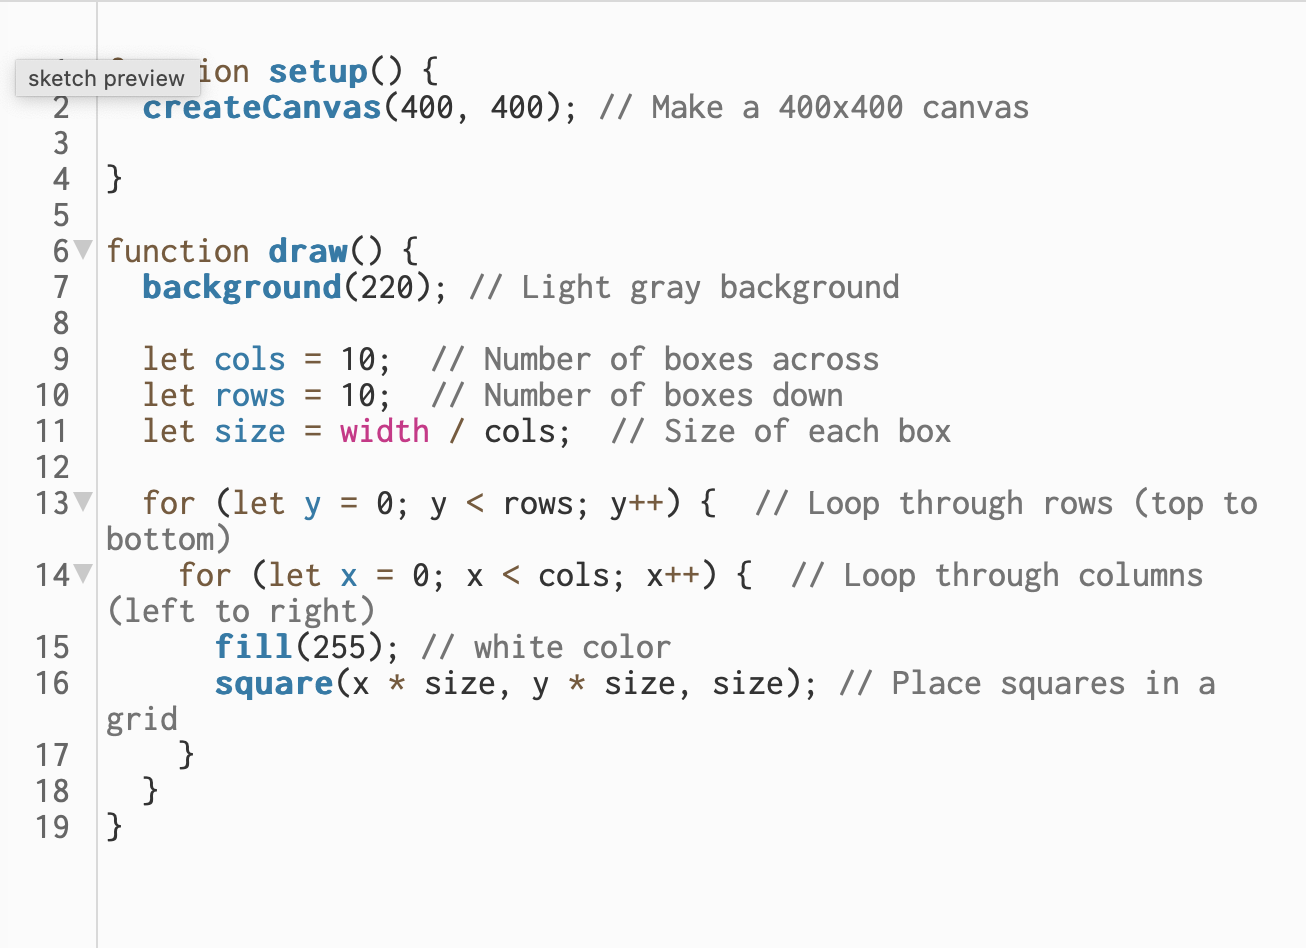 sketch preview
ion setup() {
2 createCanvas(400, 400); // Make a 400x400 canvas
3
4 }
5
6 function draw() {
7 background(220); // Light gray background
8
9 let cols = 10; // Number of boxes across
10 let rows = 10; // Number of boxes down
11 let size = width / cols; // Size of each box
12
13 for (let y = 0; y < rows; y++) { // Loop through rows (top to
bottom)
14 for (let x = 0; x < cols; x++) { // Loop through columns
(left to right)
15 fill(255); // white color
16 square(x * size, y * size, size); // Place squares in a
grid
17 }
18 }
19 }